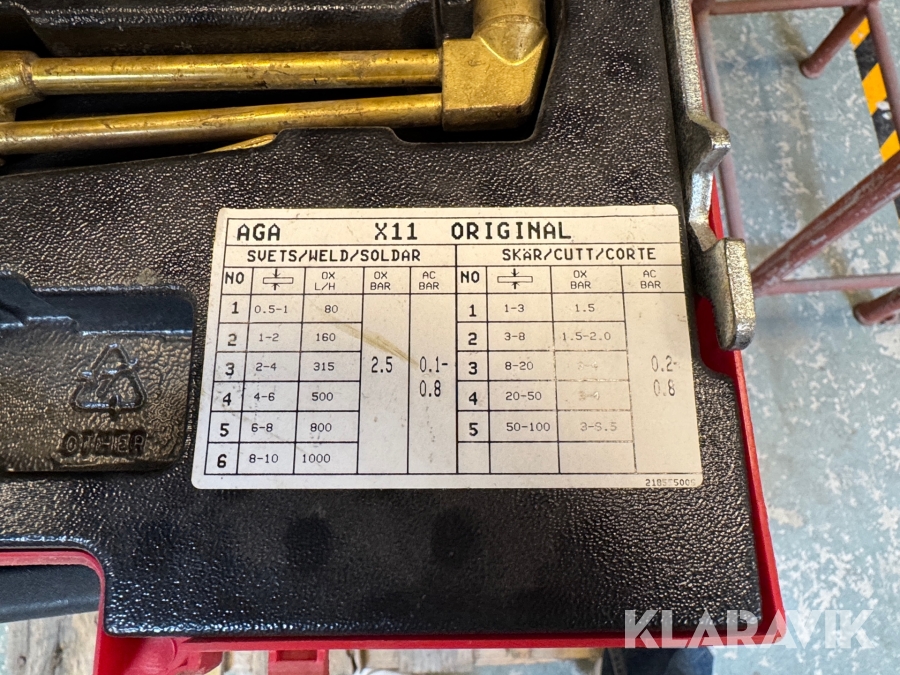 AGA X11 ORIGINAL
SVETS/WELD/SOLDAR SKÄR/CUTT/CORTE
NO OX L/H OX BAR AC BAR NO OX BAR AC BAR
1 0.5-1 80 1 1-3 1.5
2 1-2 160 2 3-8 1.5-2.0
3 2-4 315 2.5 0.1-0.8 3 8-20 0.2-0.8
4 4-6 500 4 20-50
5 6-8 800 5 50-100
6 8-10 1000
OTHER
KLARAVIK